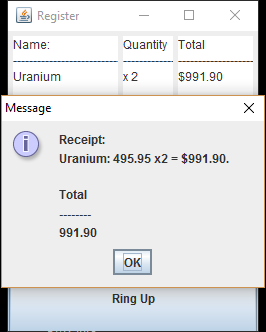 Register
Name: Quantity Total
Uranium x 2 $991.90
Message
Receipt:
Uranium: 495.95 x2 = $991.90.
Total
--------
991.90
OK
Ring Up